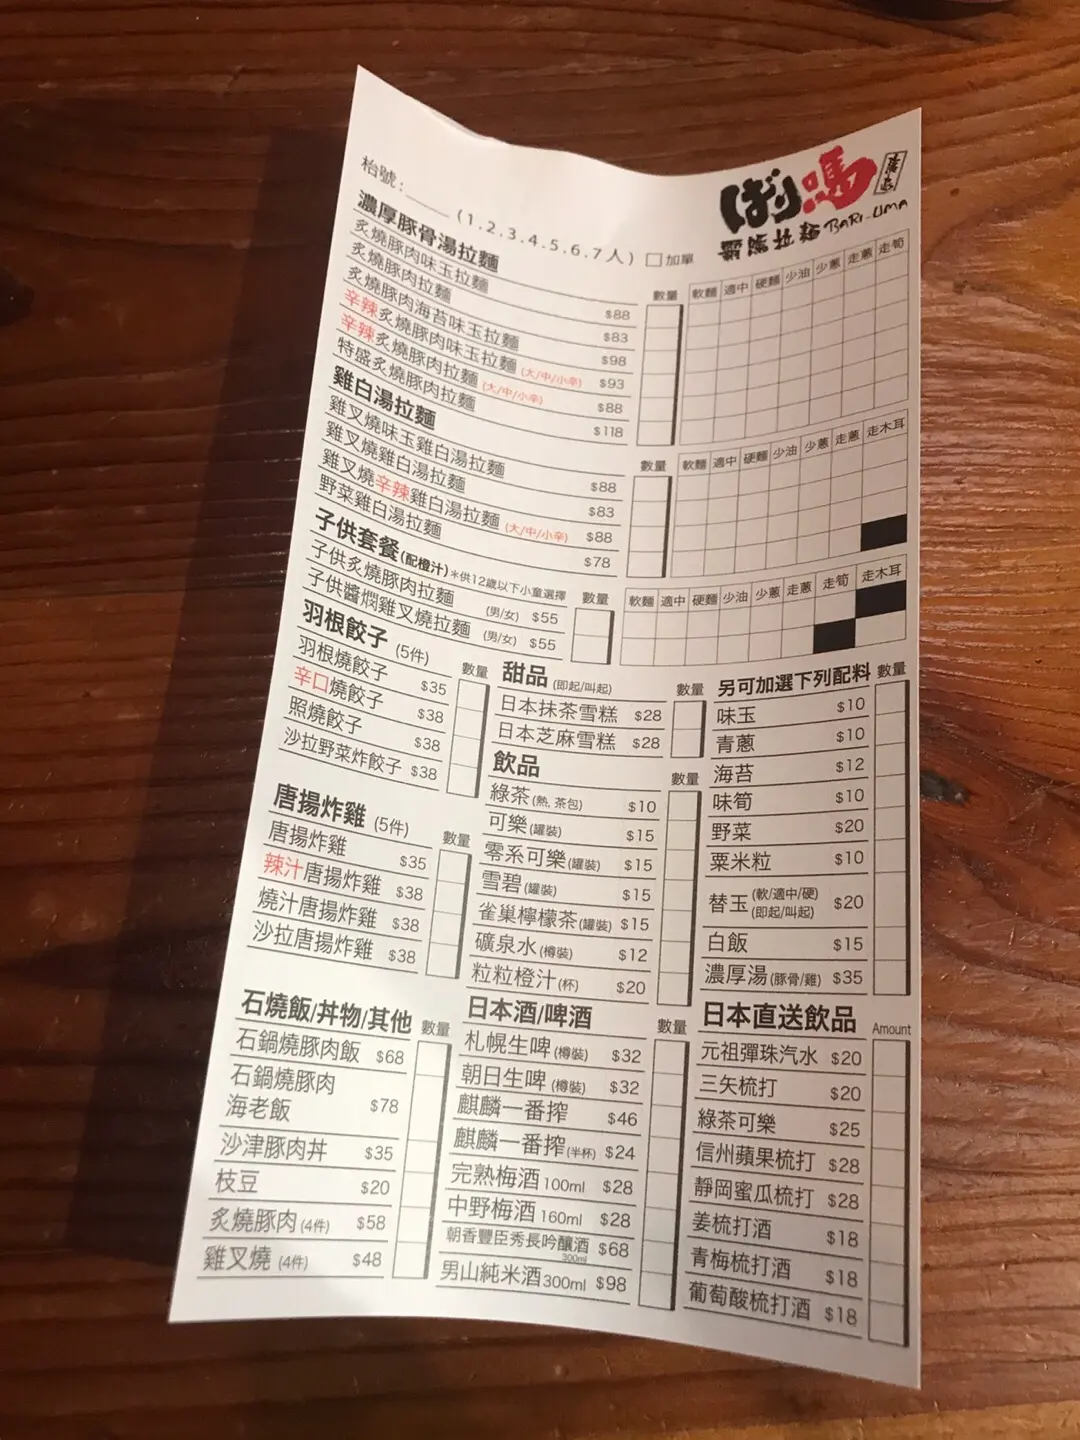 ばり嗎
霸嗎拉麵 BARI-UMA
枱號：____ (1.2.3.4.5.6.7人) □加單
濃厚豚骨湯拉麵 數量 軟麵 適中 硬麵 少油 少蔥 走蔥 走筍
炙燒豚肉味玉拉麵 $88
炙燒豚肉拉麵 $83
炙燒豚肉海苔味玉拉麵 $98
辛辣炙燒豚肉味玉拉麵 (大/中/小辛) $93
辛辣炙燒豚肉拉麵 (大/中/小辛) $88
特盛炙燒豚肉拉麵 $118
雞白湯拉麵 數量 軟麵 適中 硬麵 少油 少蔥 走蔥 走木耳
雞叉燒味玉雞白湯拉麵 $88
雞叉燒雞白湯拉麵 $83
雞叉燒辛辣雞白湯拉麵 (大/中/小辛) $88
野菜雞白湯拉麵 $78
子供套餐(配橙汁) *供12歲以下小童選擇 數量 軟麵 適中 硬麵 少油 少蔥 走蔥 走筍 走木耳
子供炙燒豚肉拉麵 (男/女) $55
子供醬燜雞叉燒拉麵 (男/女) $55
羽根餃子 (5件) 數量
羽根燒餃子 $35
辛口燒餃子 $38
照燒餃子 $38
沙拉野菜炸餃子 $38
唐揚炸雞 (5件) 數量
唐揚炸雞 $35
辣汁唐揚炸雞 $38
燒汁唐揚炸雞 $38
沙拉唐揚炸雞 $38
石燒飯/丼物/其他 數量
石鍋燒豚肉飯 $68
石鍋燒豚肉
海老飯 $78
沙津豚肉丼 $35
枝豆 $20
炙燒豚肉(4件) $58
雞叉燒 (4件) $48
甜品 (即起/叫起) 數量
日本抹茶雪糕 $28
日本芝麻雪糕 $28
飲品 數量
綠茶(熱, 茶包) $10
可樂(罐裝) $15
零系可樂(罐裝) $15
雪碧(罐裝) $15
雀巢檸檬茶(罐裝) $15
礦泉水(樽裝) $12
粒粒橙汁(杯) $20
日本酒/啤酒 數量
札幌生啤(樽裝) $32
朝日生啤(樽裝) $32
麒麟一番搾 $46
麒麟一番搾(半杯) $24
完熟梅酒100ml $28
中野梅酒160ml $28
朝香豐臣秀長吟釀酒 $68
300ml
男山純米酒300ml $98
另可加選下列配料 數量
味玉 $10
青蔥 $10
海苔 $12
味筍 $10
野菜 $20
粟米粒 $10
替玉(軟/適中/硬) $20
(即起/叫起)
白飯 $15
濃厚湯(豚骨/雞) $35
日本直送飲品 Amount
元祖彈珠汽水 $20
三矢梳打 $20
綠茶可樂 $25
信州蘋果梳打 $28
靜岡蜜瓜梳打 $28
姜梳打酒 $18
青梅梳打酒 $18
葡萄酸梳打酒 $18